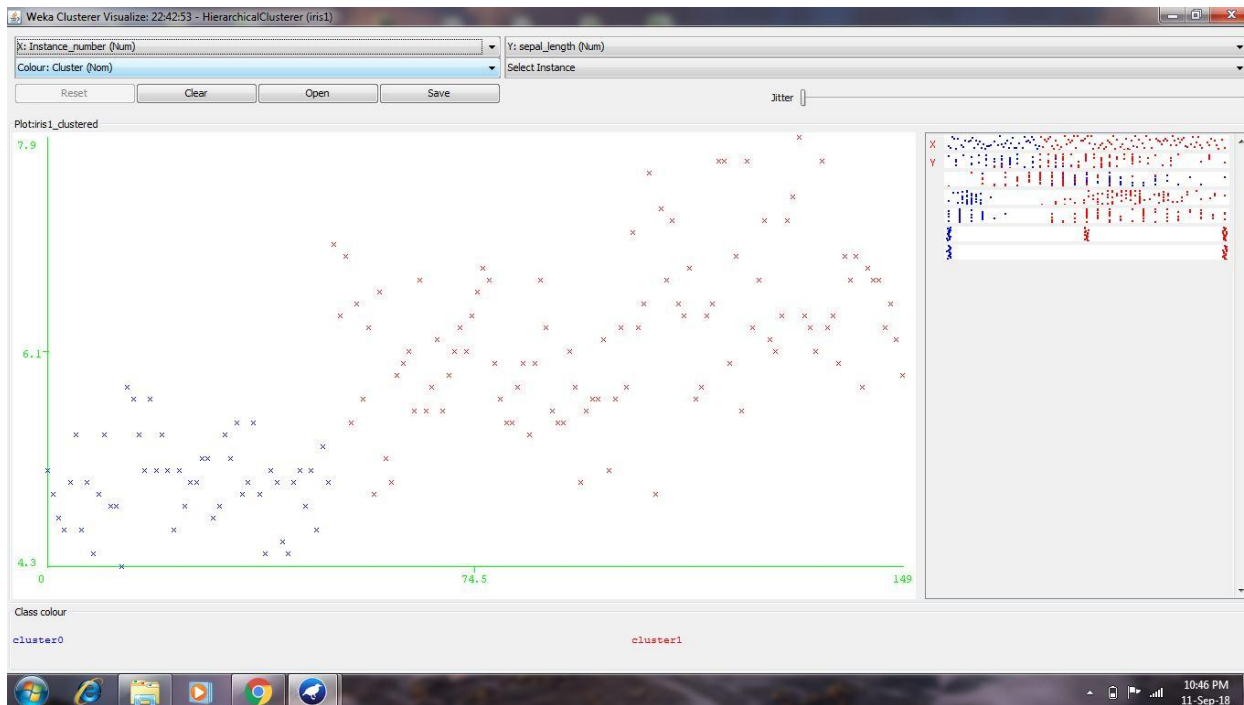 Weka Clusterer Visualize: 22:42:53 - HierarchicalClusterer (iris1)
X: Instance_number (Num)
Y: sepal_length (Num)
Colour: Cluster (Nom)
Select Instance
Reset
Clear
Open
Save
Jitter
Plot:iris1_clustered
7.9
6.1
4.3
0
74.5
149
X
Y
Class colour
cluster0
cluster1
10:46 PM
11-Sep-18